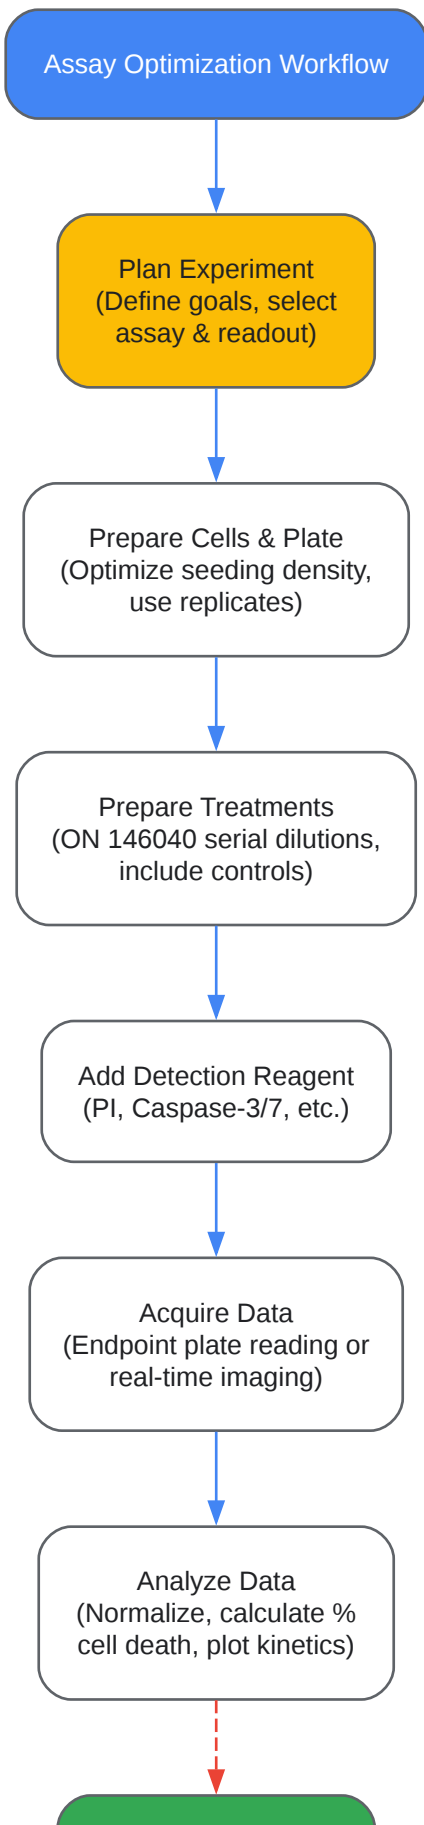 Assay Optimization Workflow
Plan Experiment
(Define goals, select
assay & readout)
Prepare Cells & Plate
(Optimize seeding density,
use replicates)
Prepare Treatments
(ON 146040 serial dilutions,
include controls)
Add Detection Reagent
(PI, Caspase-3/7, etc.)
Acquire Data
(Endpoint plate reading or
real-time imaging)
Analyze Data
(Normalize, calculate %
cell death, plot kinetics)